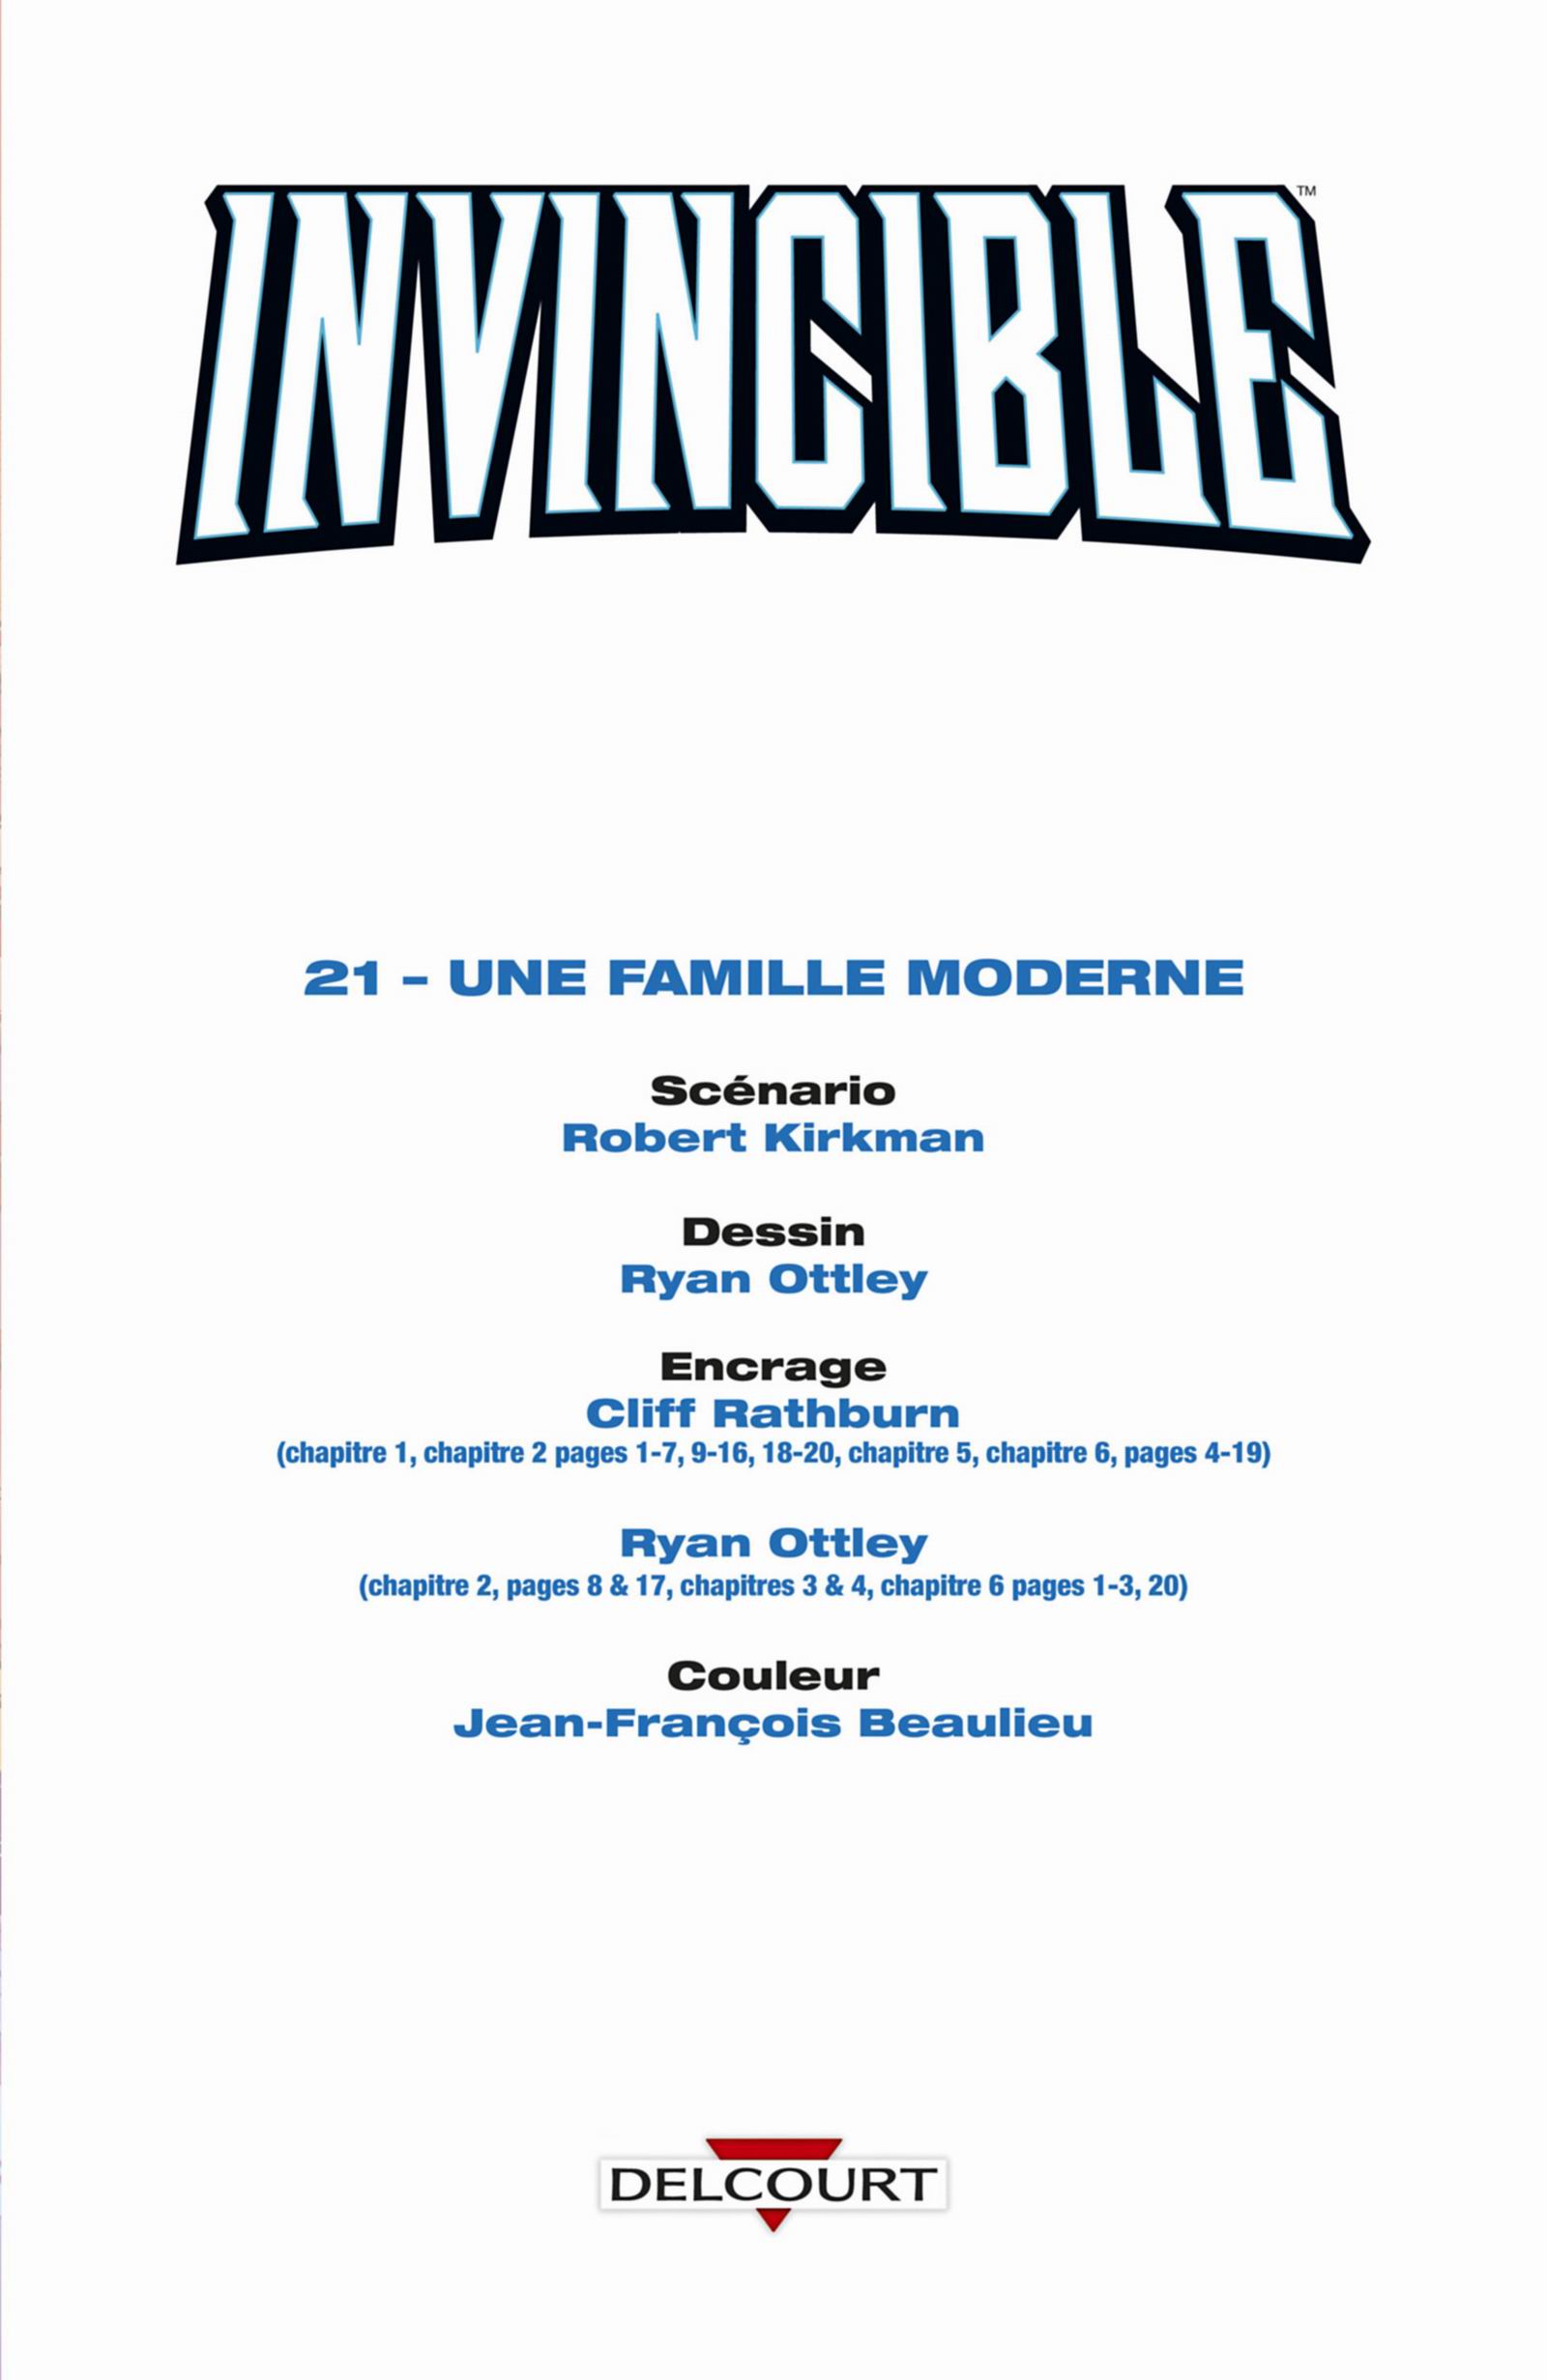 INVINCIBLE™
21 – UNE FAMILLE MODERNE
Scénario
Robert Kirkman
Dessin
Ryan Ottley
Encrage
Cliff Rathburn
(chapitre 1, chapitre 2 pages 1-7, 9-16, 18-20, chapitre 5, chapitre 6, pages 4-19)
Ryan Ottley
(chapitre 2, pages 8 & 17, chapitres 3 & 4, chapitre 6 pages 1-3, 20)
Couleur
Jean-François Beaulieu
DELCOURT